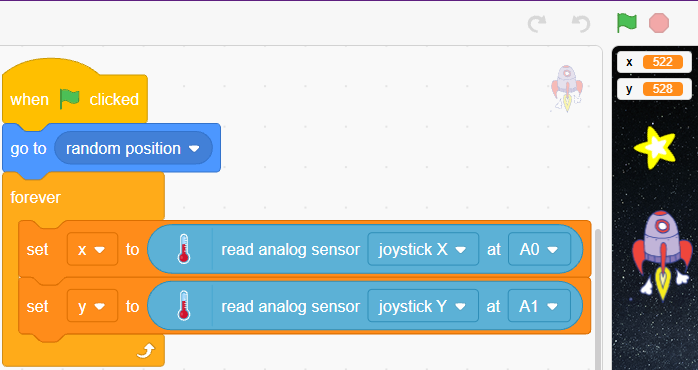 x 522
y 528
when clicked
go to random position
forever
set x to read analog sensor joystick X at A0
set y to read analog sensor joystick Y at A1